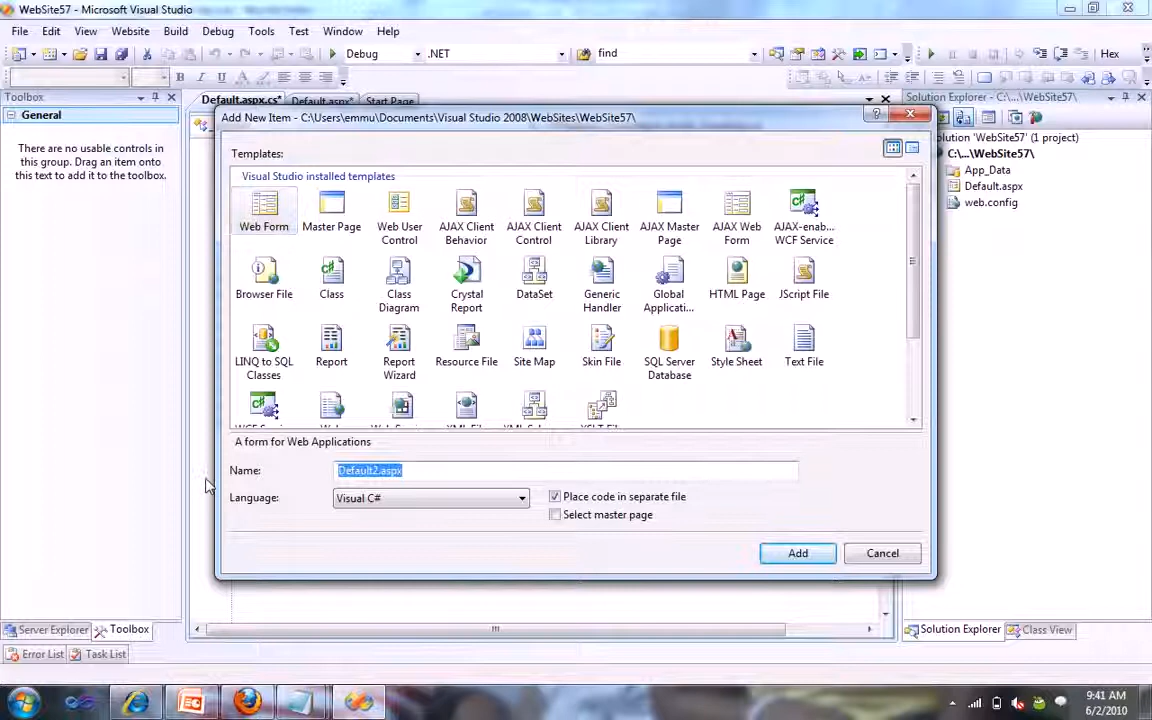 WebSite57 - Microsoft Visual Studio
File Edit View Website Build Debug Tools Test Window Help
Debug .NET find Hex
Toolbox
General
There are no usable controls in
this group. Drag an item onto
this text to add it to the toolbox.
Default.aspx.cs* Default.aspx* Start Page
Solution Explorer - C:\...\WebSite57\
olution 'WebSite57' (1 project)
C:\...\WebSite57\
App_Data
Default.aspx
web.config
Add New Item - C:\Users\emmu\Documents\Visual Studio 2008\WebSites\WebSite57\
Templates:
Visual Studio installed templates
Web Form
Master Page
Web User
Control
AJAX Client
Behavior
AJAX Client
Control
AJAX Client
Library
AJAX Master
Page
AJAX Web
Form
AJAX-enab...
WCF Service
Browser File
Class
Class
Diagram
Crystal
Report
DataSet
Generic
Handler
Global
Applicati...
HTML Page
JScript File
LINQ to SQL
Classes
Report
Report
Wizard
Resource File
Site Map
Skin File
SQL Server
Database
Style Sheet
Text File
A form for Web Applications
Name: Default2.aspx
Language: Visual C#
Place code in separate file
Select master page
Add Cancel
Server Explorer Toolbox
Solution Explorer Class View
Error List Task List
9:41 AM
6/2/2010